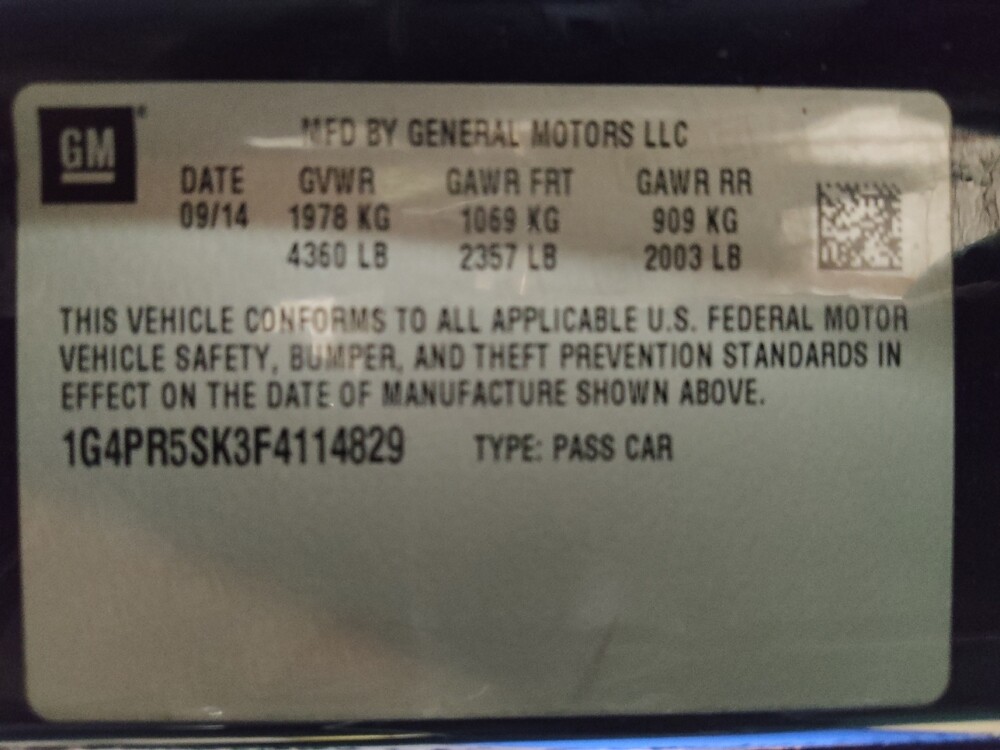 GM
MFD BY GENERAL MOTORS LLC
DATE GVWR GAWR FRT GAWR RR
09/14 1978 KG 1069 KG 909 KG
4360 LB 2357 LB 2003 LB
THIS VEHICLE CONFORMS TO ALL APPLICABLE U.S. FEDERAL MOTOR
VEHICLE SAFETY, BUMPER, AND THEFT PREVENTION STANDARDS IN
EFFECT ON THE DATE OF MANUFACTURE SHOWN ABOVE.
1G4PR5SK3F4114829 TYPE: PASS CAR